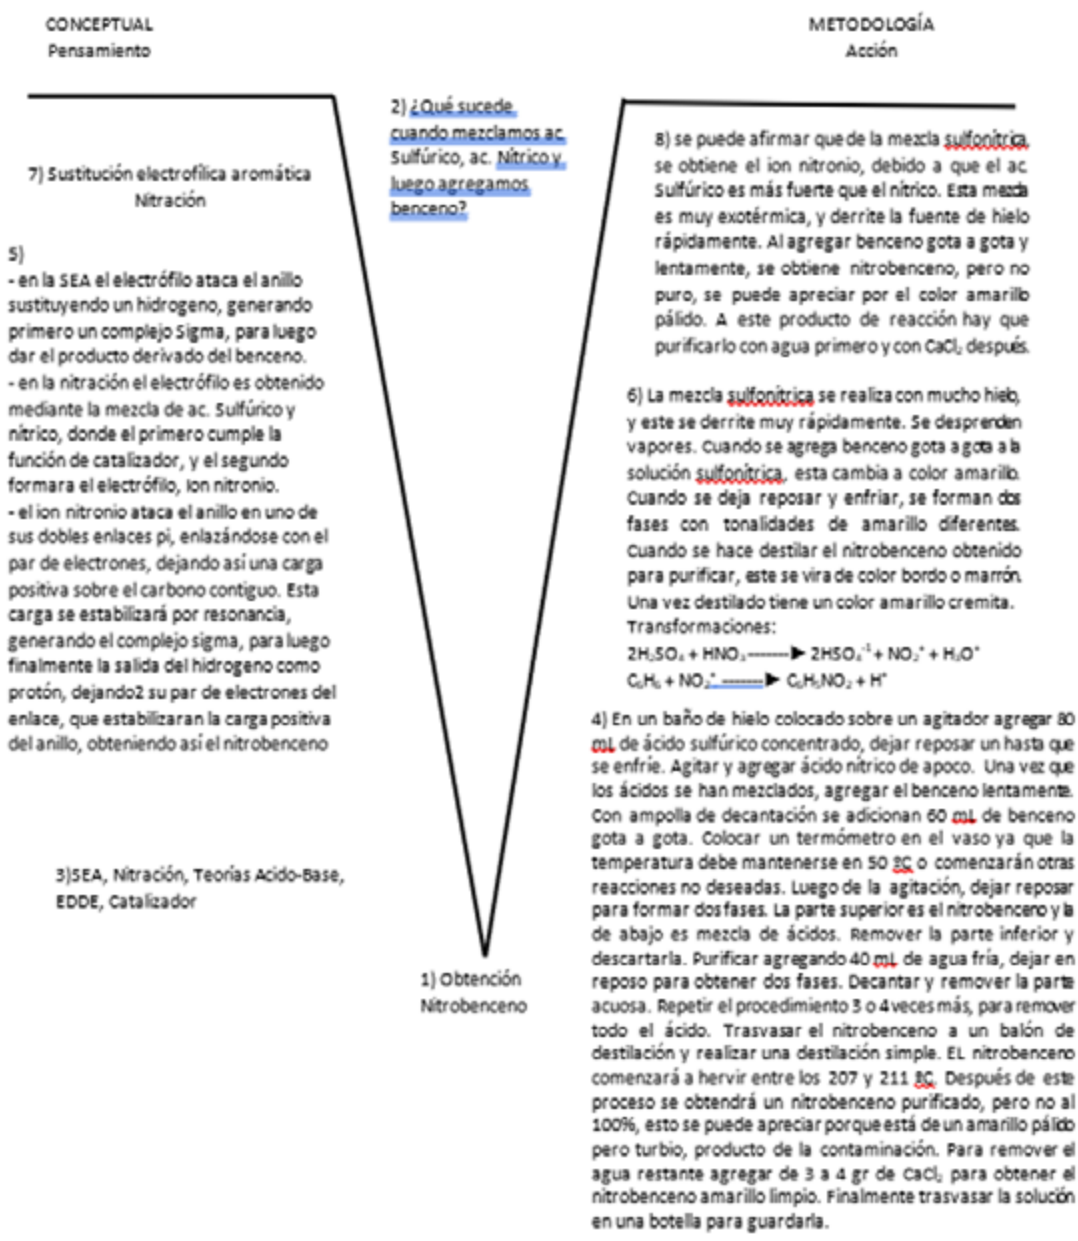 CONCEPTUAL
Pensamiento
METODOLOGÍA
Acción
2) ¿Qué sucede
cuando mezclamos ac
Sulfúrico, ac. Nítrico y
luego agregamos
benceno?
7) Sustitución electrofílica aromática
Nitración
5)
- en la SEA el electrófilo ataca el anillo
sustituyendo un hidrogeno, generando
primero un complejo Sigma, para luego
dar el producto derivado del benceno.
- en la nitración el electrófilo es obtenido
mediante la mezcla de ac. Sulfúrico y
nítrico, donde el primero cumple la
función de catalizador, y el segundo
formara el electrófilo, Ion nitronio.
- el ion nitronio ataca el anillo en uno de
sus dobles enlaces pi, enlazándose con el
par de electrones, dejando así una carga
positiva sobre el carbono contiguo. Esta
carga se estabilizará por resonancia,
generando el complejo sigma, para luego
finalmente la salida del hidrogeno como
protón, dejando2 su par de electrones del
enlace, que estabilizaran la carga positiva
del anillo, obteniendo así el nitrobenceno
3)SEA, Nitración, Teorías Acido-Base,
EDDE, Catalizador
1) Obtención
Nitrobenceno
8) se puede afirmar que de la mezcla sulfonítrica,
se obtiene el ion nitronio, debido a que el ac
Sulfúrico es más fuerte que el nítrico. Esta mezcla
es muy exotérmica, y derrite la fuente de hielo
rápidamente. Al agregar benceno gota a gota y
lentamente, se obtiene nitrobenceno, pero no
puro, se puede apreciar por el color amarillo
pálido. A este producto de reacción hay que
purificarlo con agua primero y con CaCl₂ después.
6) La mezcla sulfonítrica se realiza con mucho hielo,
y este se derrite muy rápidamente. Se desprenden
vapores. Cuando se agrega benceno gota a gota a la
solución sulfonítrica, esta cambia a color amarillo.
Cuando se deja reposar y enfriar, se forman dos
fases con tonalidades de amarillo diferentes.
Cuando se hace destilar el nitrobenceno obtenido
para purificar, este se vira de color bordo o marrón.
Una vez destilado tiene un color amarillo cremita.
Transformaciones:
2H₂SO₄ + HNO₃-------► 2HSO₄⁻¹ + NO₂⁺ + H₃O⁺
C₆H₆ + NO₂⁺ -------► C₆H₅NO₂ + H⁺
4) En un baño de hielo colocado sobre un agitador agregar 80
mL de ácido sulfúrico concentrado, dejar reposar un hasta que
se enfríe. Agitar y agregar ácido nítrico de apoco. Una vez que
los ácidos se han mezclados, agregar el benceno lentamente.
Con ampolla de decantación se adicionan 60 mL de benceno
gota a gota. Colocar un termómetro en el vaso ya que la
temperatura debe mantenerse en 50 ºC o comenzarán otras
reacciones no deseadas. Luego de la agitación, dejar reposar
para formar dos fases. La parte superior es el nitrobenceno y la
de abajo es mezcla de ácidos. Remover la parte inferior y
descartarla. Purificar agregando 40 mL de agua fría, dejar en
reposo para obtener dos fases. Decantar y remover la parte
acuosa. Repetir el procedimiento 3 o 4 veces más, para remover
todo el ácido. Trasvasar el nitrobenceno a un balón de
destilación y realizar una destilación simple. EL nitrobenceno
comenzará a hervir entre los 207 y 211 ºC. Después de este
proceso se obtendrá un nitrobenceno purificado, pero no al
100%, esto se puede apreciar porque está de un amarillo pálido
pero turbio, producto de la contaminación. Para remover el
agua restante agregar de 3 a 4 gr de CaCl₂ para obtener el
nitrobenceno amarillo limpio. Finalmente trasvasar la solución
en una botella para guardarla.